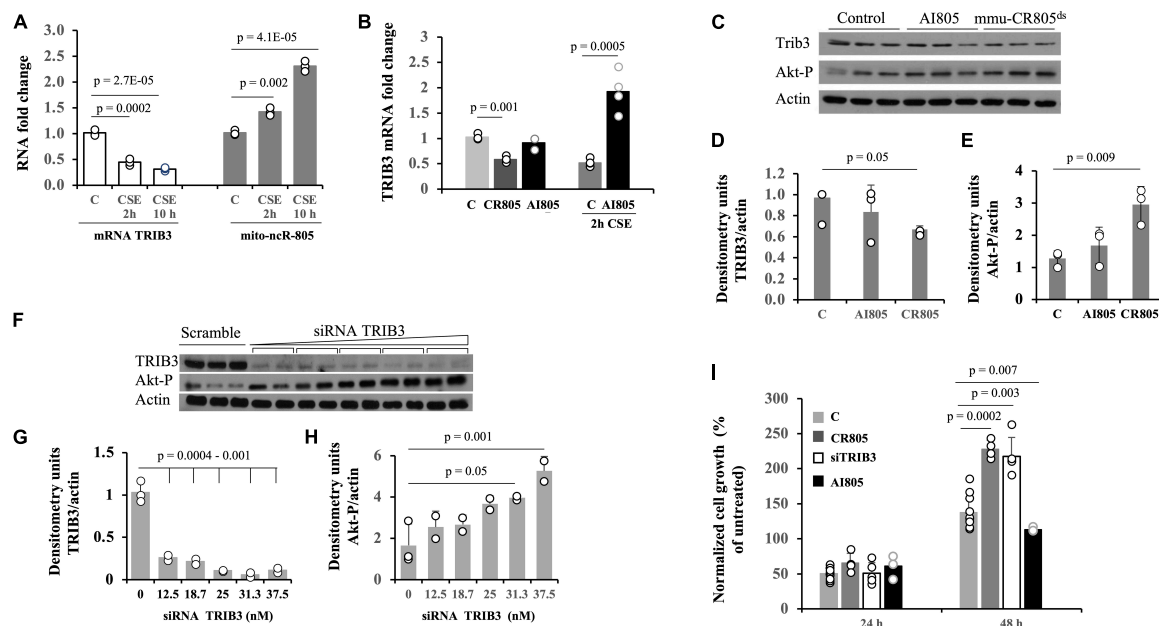 A
RNA fold change
3.0
2.5
2.0
1.5
1.0
0.5
0.0
p = 4.1E-05
p = 2.7E-05
p = 0.002
p = 0.0002
C CSE CSE C CSE CSE
2h 10 h 2h 10 h
mRNA TRIB3 mito-ncR-805
B
TRIB3 mRNA fold change
3
2.5
2
1.5
1
0.5
0
p = 0.0005
p = 0.001
C CR805 AI805 C AI805
2h CSE
C
Control AI805 mmu-CR805ds
Trib3
Akt-P
Actin
D
Densitometry units
TRIB3/actin
1.2
1.0
0.8
0.6
0.4
0.2
0.0
p = 0.05
C AI805 CR805
E
Densitometry units
Akt-P/actin
4
3
2
1
0
p = 0.009
C AI805 CR805
F
Scramble siRNA TRIB3
TRIB3
Akt-P
Actin
G
Densitometry units
TRIB3/actin
1.5
1
0.5
0
p = 0.0004 - 0.001
0 12.5 18.7 25 31.3 37.5
siRNA TRIB3 (nM)
H
Densitometry units
Akt-P/actin
6
4
2
0
p = 0.001
p = 0.05
0 12.5 18.7 25 31.3 37.5
siRNA TRIB3 (nM)
I
Normalized cell growth (%
of untreated)
300
250
200
150
100
50
0
C
CR805
siTRIB3
AI805
p = 0.007
p = 0.003
p = 0.0002
24 h 48 h